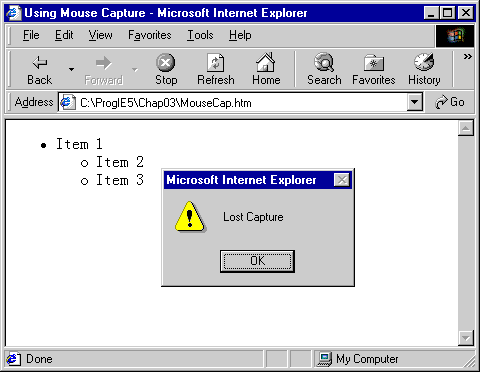 Using Mouse Capture - Microsoft Internet Explorer
File Edit View Favorites Tools Help
Back Forward Stop Refresh Home Search Favorites History »
Address C:\ProgIE5\Chap03\MouseCap.htm Go
• Item 1
○ Item 2
○ Item 3
Microsoft Internet Explorer
Lost Capture
OK
Done My Computer